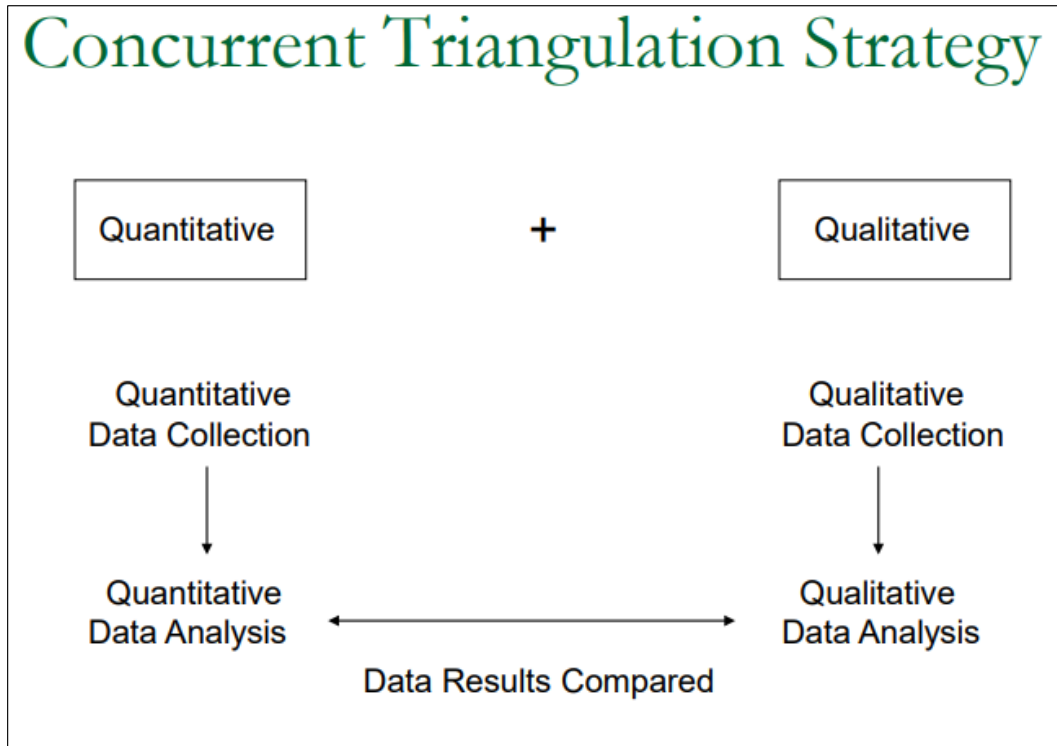 Concurrent Triangulation Strategy
Quantitative
+
Qualitative
Quantitative
Data Collection
Qualitative
Data Collection
Quantitative
Data Analysis
Qualitative
Data Analysis
Data Results Compared